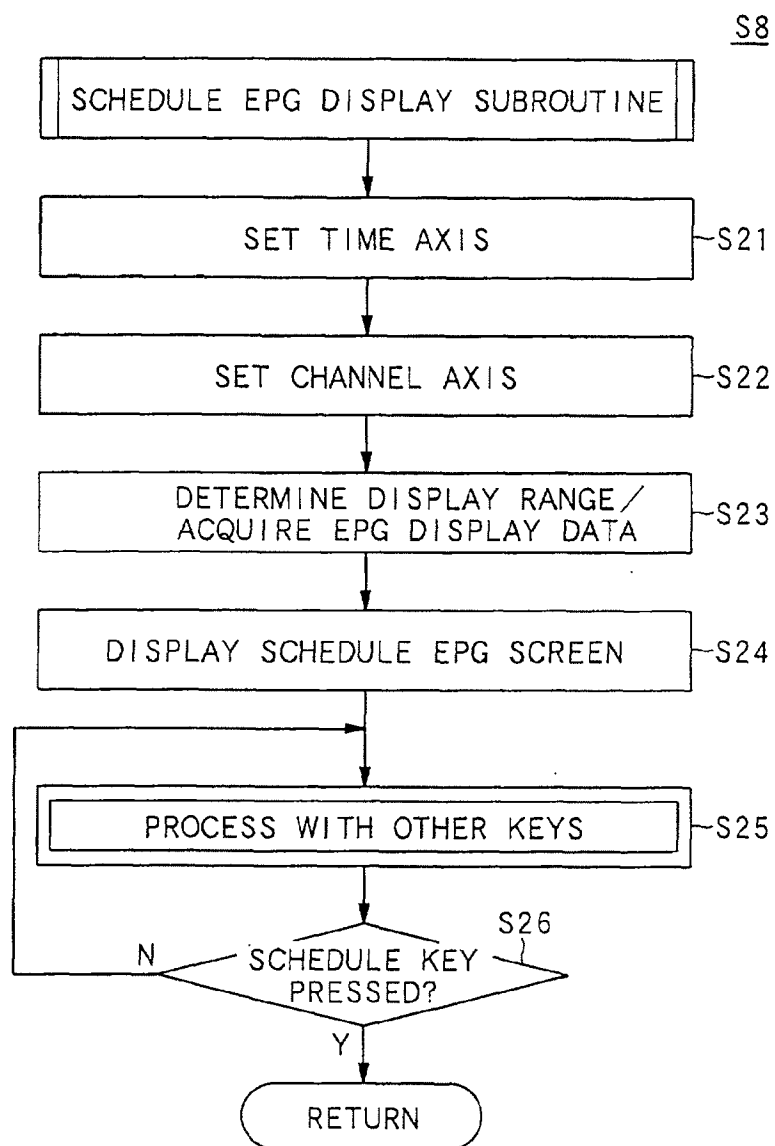 S8
SCHEDULE EPG DISPLAY SUBROUTINE
SET TIME AXIS
S21
SET CHANNEL AXIS
S22
DETERMINE DISPLAY RANGE/
ACQUIRE EPG DISPLAY DATA
S23
DISPLAY SCHEDULE EPG SCREEN
S24
PROCESS WITH OTHER KEYS
S25
S26
N
SCHEDULE KEY
PRESSED?
Y
RETURN